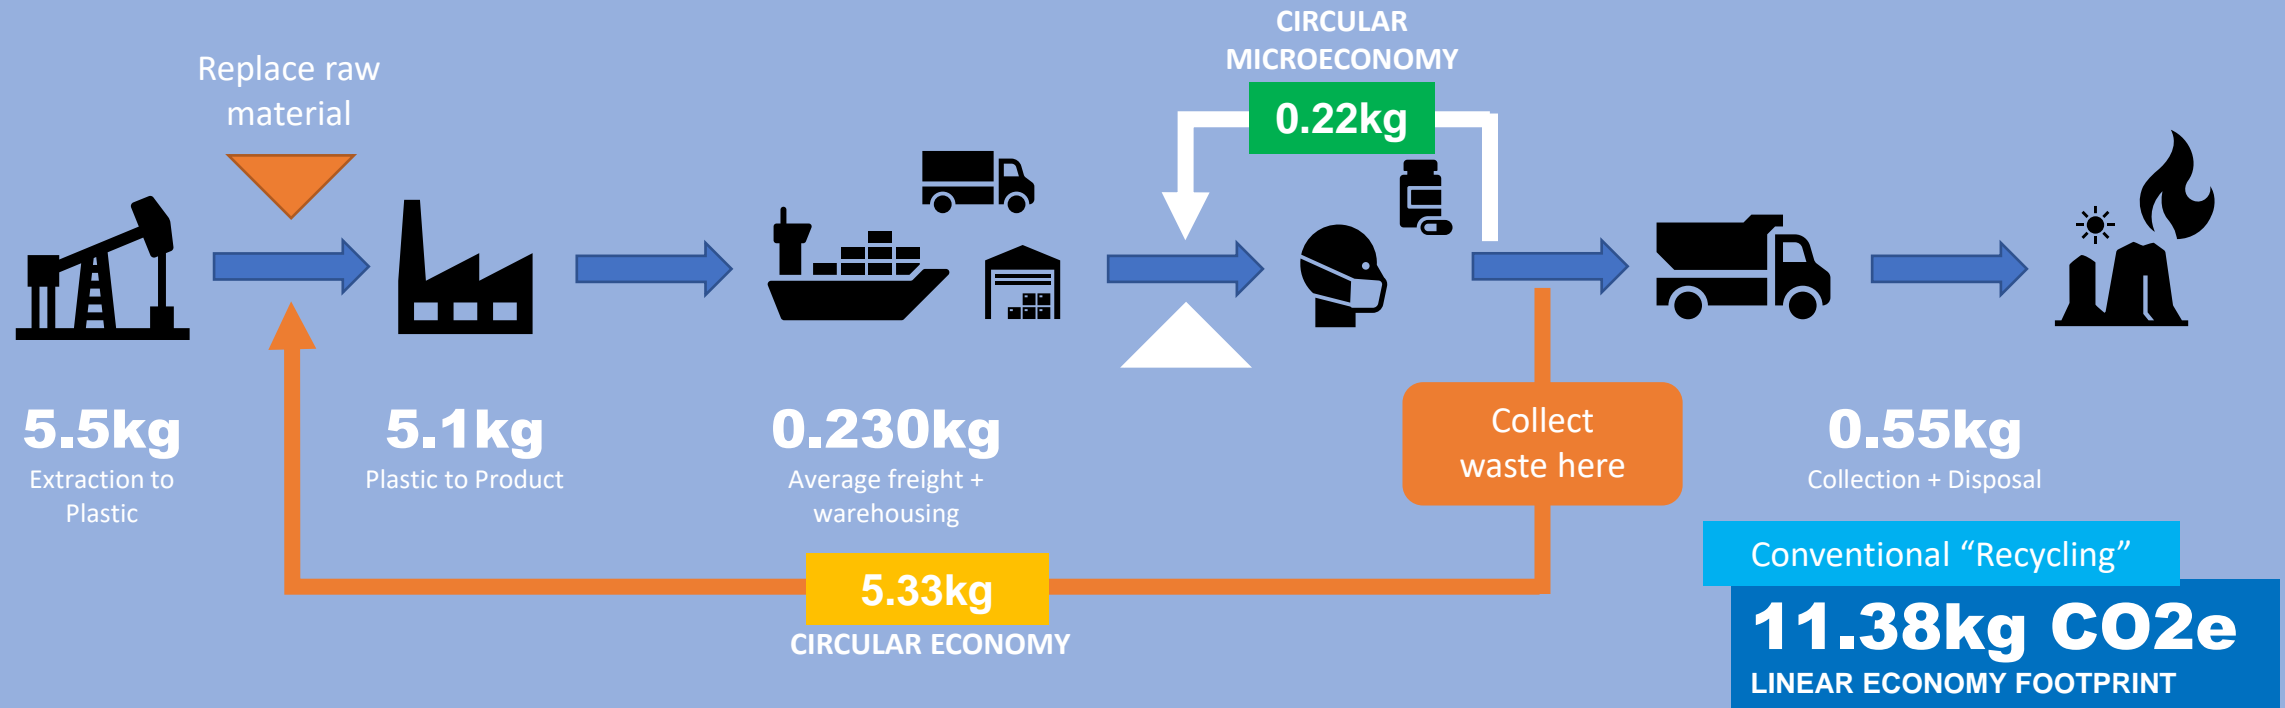 CIRCULAR
MICROECONOMY
0.22kg
Replace raw
material
5.5kg
Extraction to
Plastic
5.1kg
Plastic to Product
0.230kg
Average freight +
warehousing
Collect
waste here
0.55kg
Collection + Disposal
5.33kg
CIRCULAR ECONOMY
Conventional “Recycling”
11.38kg CO2e
LINEAR ECONOMY FOOTPRINT